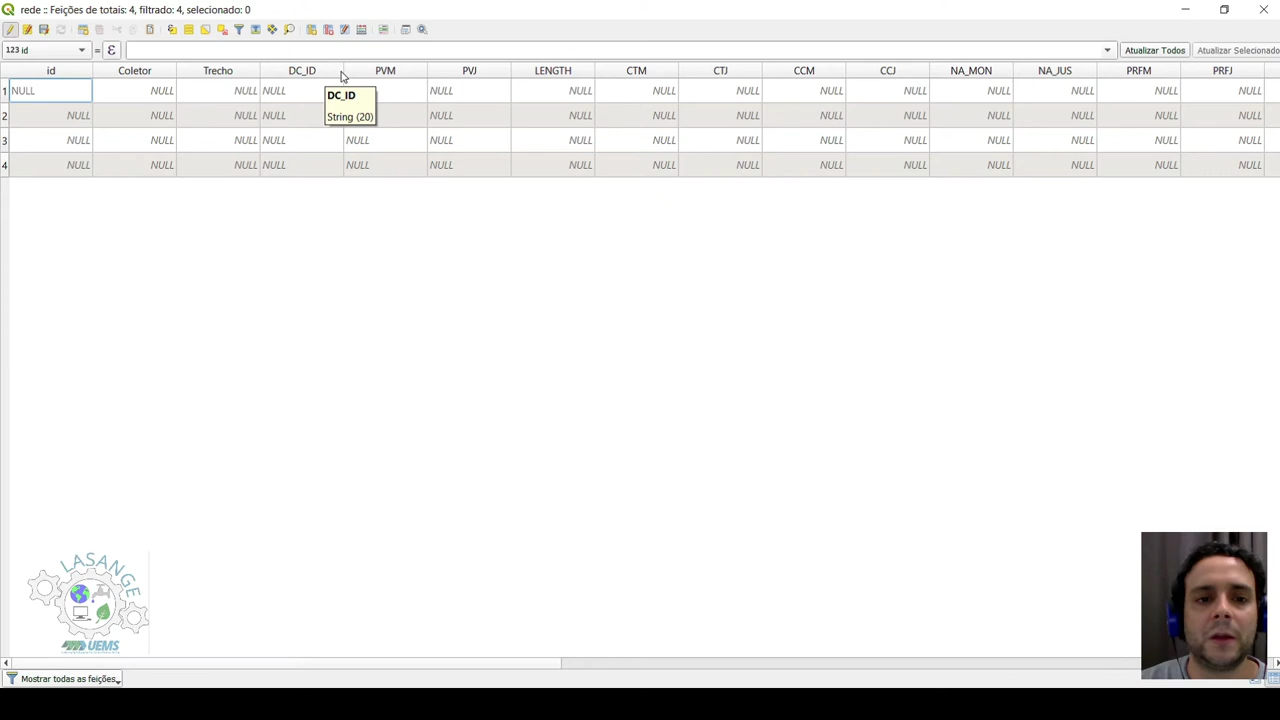 rede :: Feições de totais: 4, filtrado: 4, selecionado: 0
123 id = ε Atualizar Todos Atualizar Selecionado
id Coletor Trecho DC_ID PVM PVJ LENGTH CTM CTJ CCM CCJ NA_MON NA_JUS PRFM PRFJ
1 NULL NULL NULL NULL NULL NULL NULL NULL NULL NULL NULL NULL NULL NULL
2 NULL NULL NULL NULL NULL NULL NULL NULL NULL NULL NULL NULL NULL NULL
3 NULL NULL NULL NULL NULL NULL NULL NULL NULL NULL NULL NULL NULL NULL NULL
4 NULL NULL NULL NULL NULL NULL NULL NULL NULL NULL NULL NULL NULL NULL NULL
DC_ID
String (20)
LASANGE
UEMS
Mostrar todas as feições